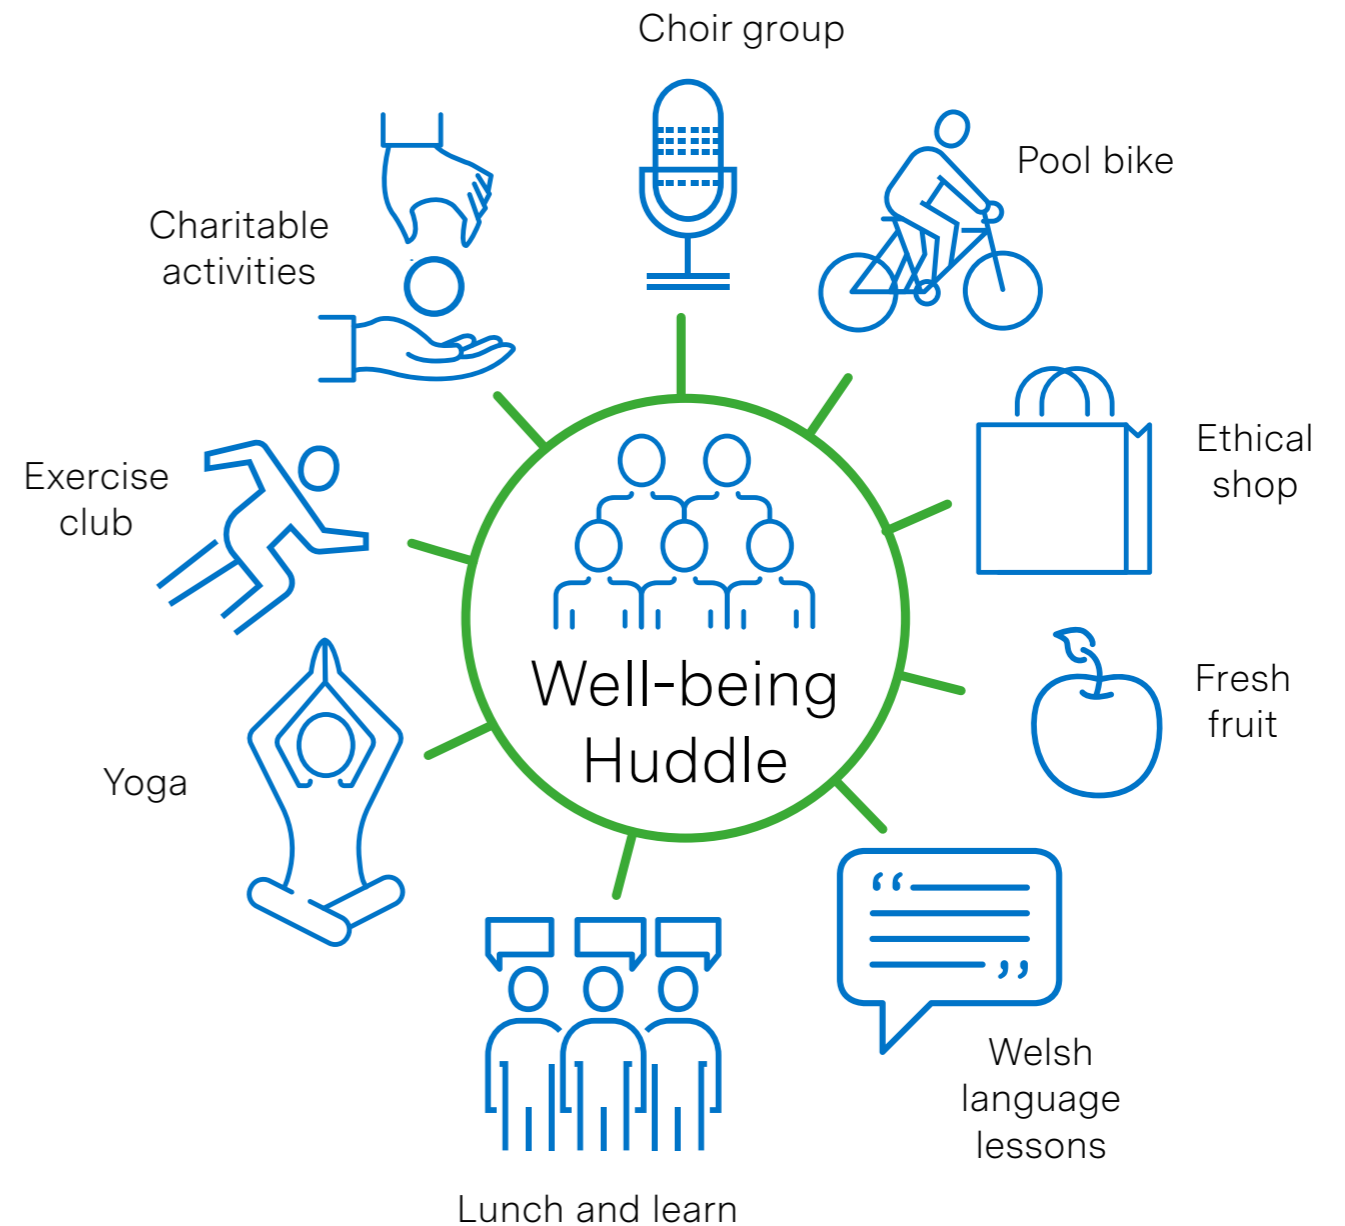 Choir group
Pool bike
Charitable
activities
Ethical
shop
Exercise
club
Well-being
Huddle
Fresh
fruit
Yoga
Welsh
language
lessons
Lunch and learn